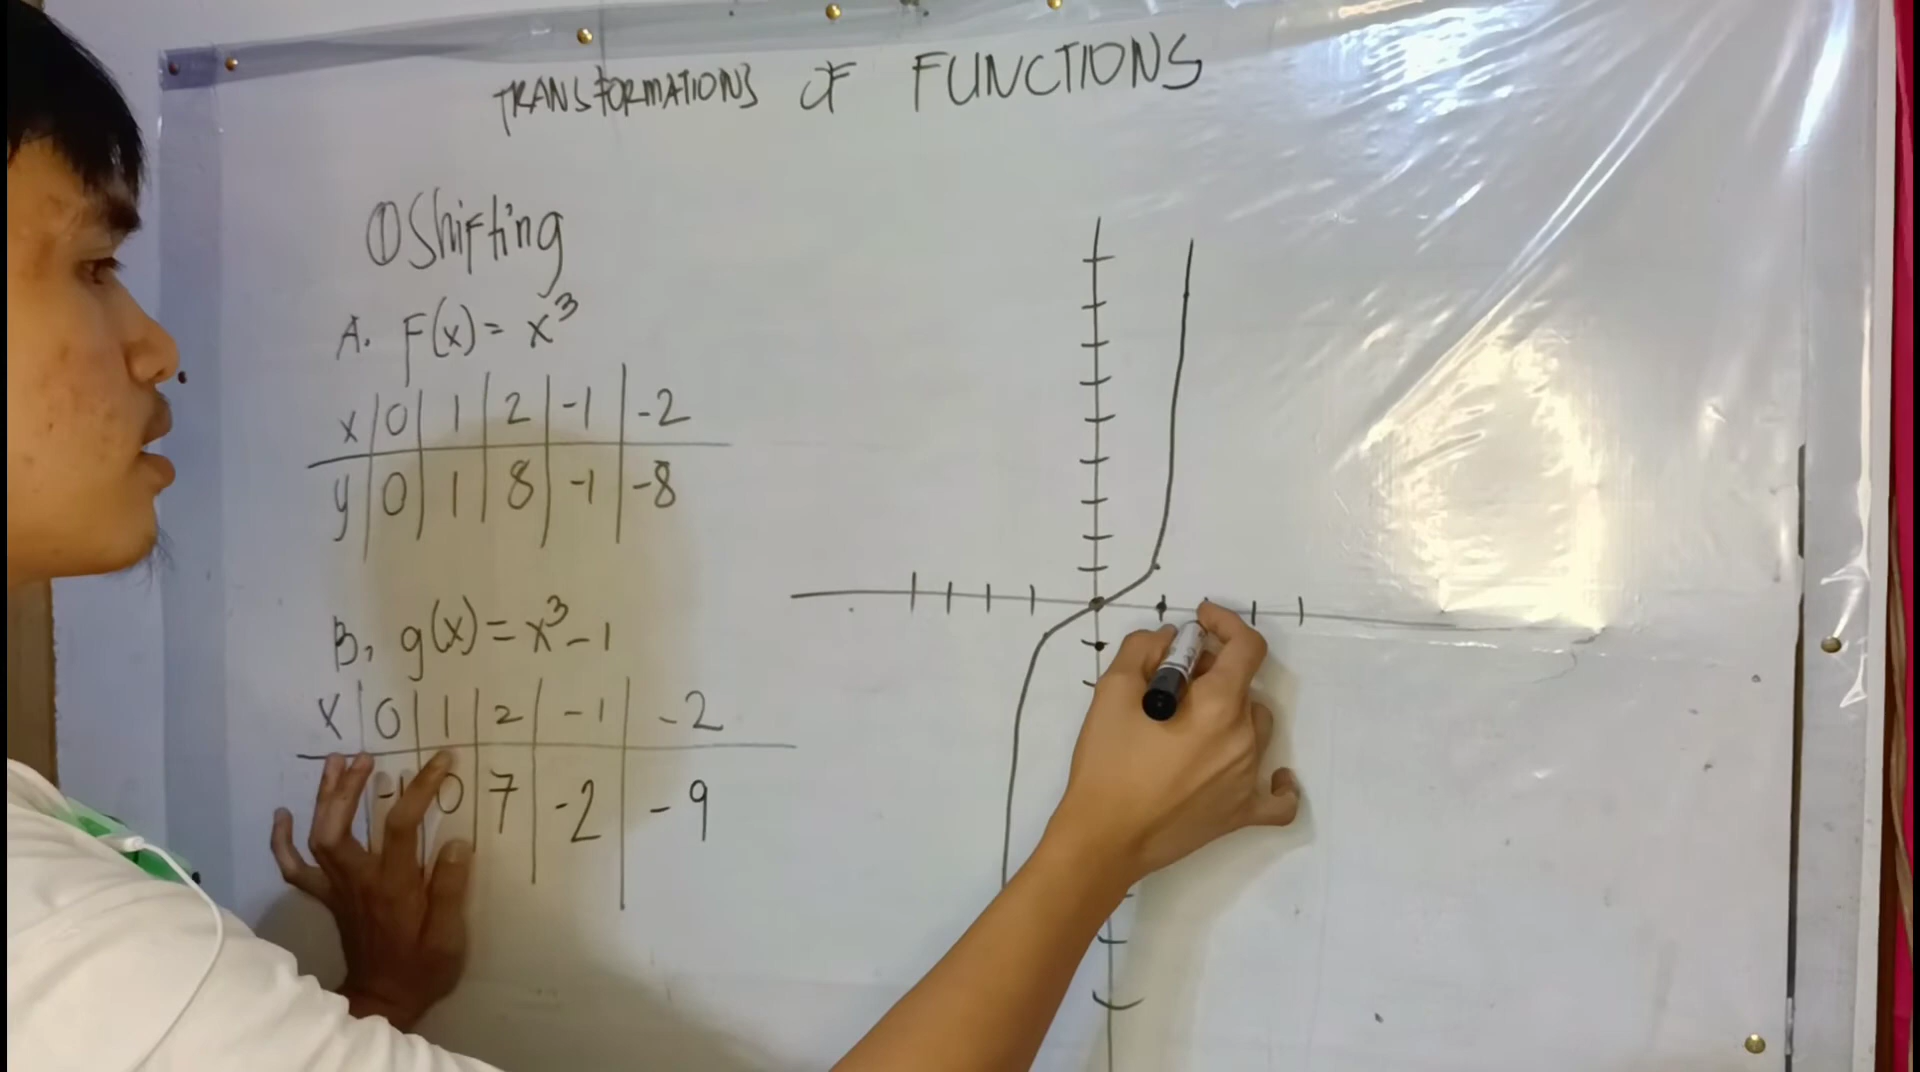 TRANSFORMATIONS OF FUNCTIONS
① Shifting
A. F(x) = x³
x | 0 | 1 | 2 | -1 | -2
y | 0 | 1 | 8 | -1 | -8
B. g(x) = x³ - 1
x | 0 | 1 | 2 | -1 | -2
-1 | 0 | 7 | -2 | -9